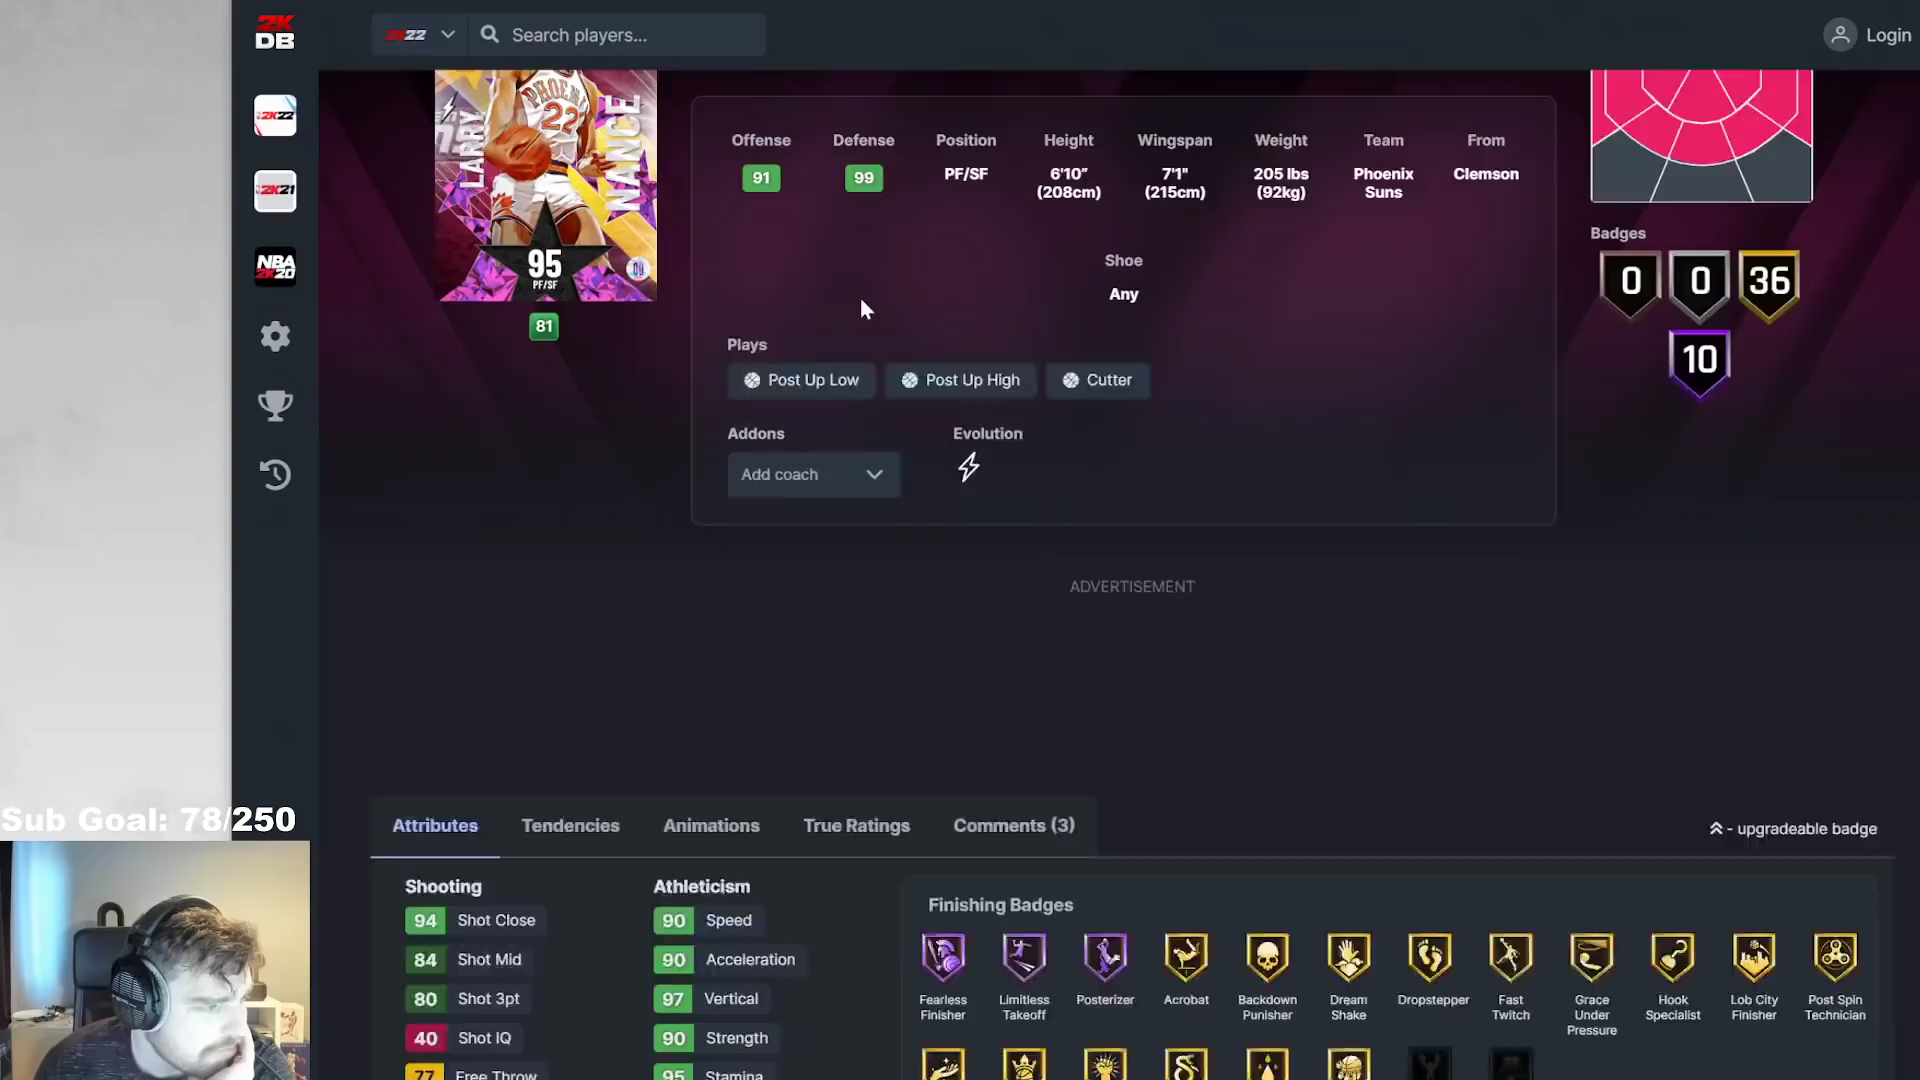 2K
DB
2K22
Search players...
Login
2K22
2K21
NBA
2K20
LARRY
NANCE
PHOENIX
22
95
PF/SF
81
Offense
Defense
Position
Height
Wingspan
Weight
Team
From
91
99
PF/SF
6'10"
(208cm)
7'1"
(215cm)
205 lbs
(92kg)
Phoenix
Suns
Clemson
Shoe
Any
Plays
Post Up Low
Post Up High
Cutter
Addons
Evolution
Add coach
Badges
0
0
36
10
ADVERTISEMENT
Attributes
Tendencies
Animations
True Ratings
Comments (3)
- upgradeable badge
Shooting
94 Shot Close
84 Shot Mid
80 Shot 3pt
40 Shot IQ
77 Free Throw
Athleticism
90 Speed
90 Acceleration
97 Vertical
90 Strength
95 Stamina
Finishing Badges
Fearless
Finisher
Limitless
Takeoff
Posterizer
Acrobat
Backdown
Punisher
Dream
Shake
Dropstepper
Fast
Twitch
Grace
Under
Pressure
Hook
Specialist
Lob City
Finisher
Post Spin
Technician
Sub Goal: 78/250